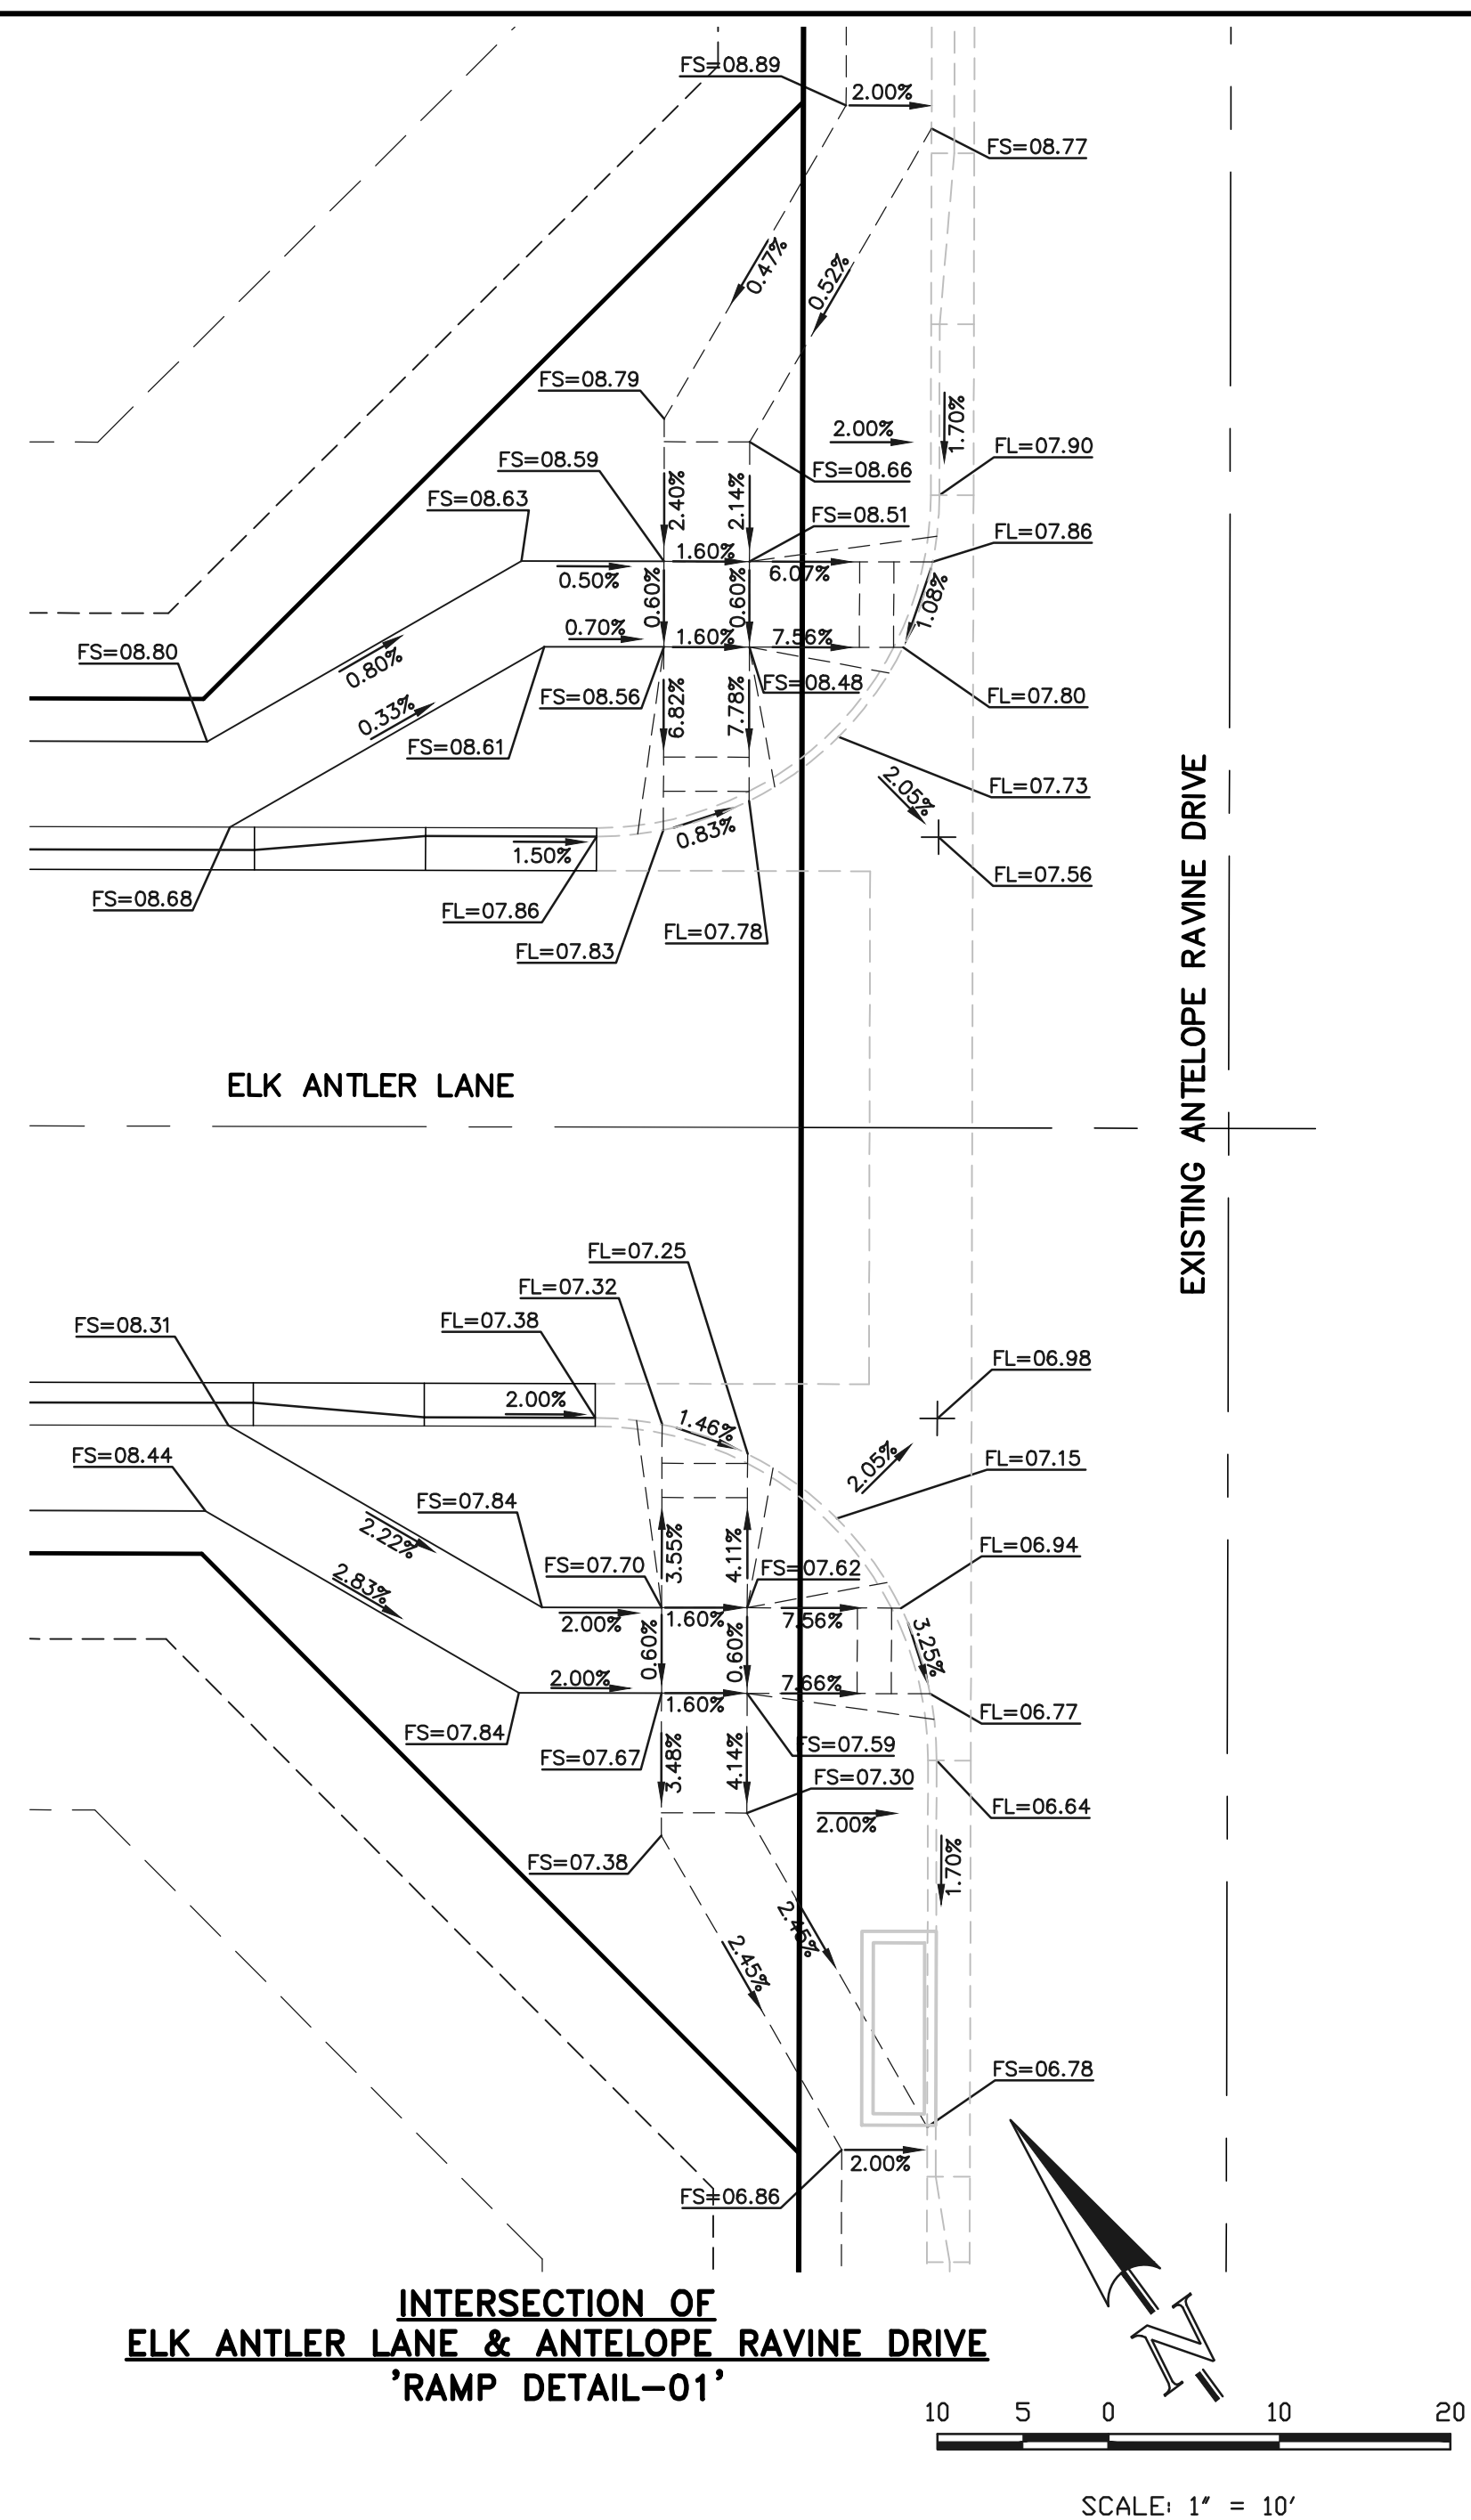 FS=08.89
2.00%
FS=08.77
0.47%
0.52%
FS=08.79
2.00%
1.70%
FL=07.90
FS=08.59
FS=08.66
FS=08.63
2.40%
2.14%
FS=08.51
FL=07.86
1.60%
0.50%
6.07%
0.60%
0.60%
1.08%
0.70%
1.60%
7.56%
FS=08.80
0.80%
FS=08.56
FS=08.48
FL=07.80
0.33%
6.82%
7.78%
FS=08.61
2.05%
FL=07.73
0.83%
1.50%
FL=07.56
FS=08.68
FL=07.86
FL=07.78
FL=07.83
ELK ANTLER LANE
EXISTING ANTELOPE RAVINE DRIVE
FL=07.25
FL=07.32
FL=07.38
FS=08.31
FL=06.98
2.00%
1.46%
FS=08.44
2.05%
FL=07.15
FS=07.84
2.22%
3.55%
4.11%
FL=06.94
FS=07.70
FS=07.62
2.83%
2.00%
1.60%
7.56%
0.60%
0.60%
3.25%
2.00%
1.60%
7.66%
FL=06.77
FS=07.84
FS=07.67
FS=07.59
3.48%
4.14%
FS=07.30
FL=06.64
2.00%
FS=07.38
1.70%
2.45%
2.45%
FS=06.78
2.00%
FS=06.86
INTERSECTION OF
ELK ANTLER LANE & ANTELOPE RAVINE DRIVE
'RAMP DETAIL-01'
N
10 5 0 10 20
SCALE: 1" = 10'